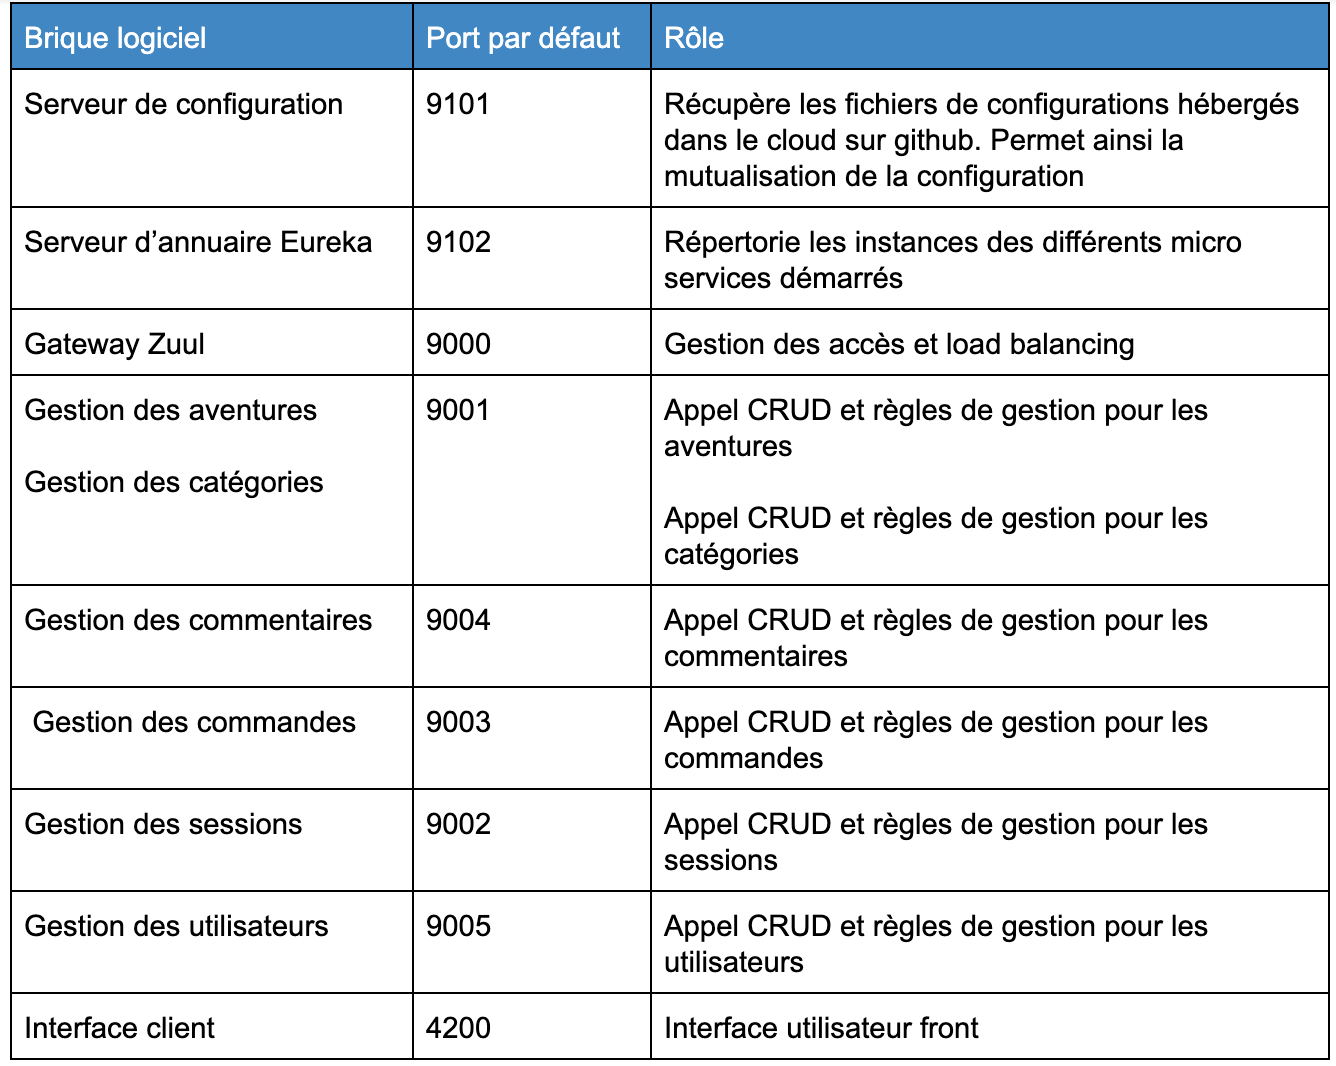 Brique logiciel
Port par défaut
Rôle
Serveur de configuration
9101
Récupère les fichiers de configurations hébergés
dans le cloud sur github. Permet ainsi la
mutualisation de la configuration
Serveur d’annuaire Eureka
9102
Répertorie les instances des différents micro
services démarrés
Gateway Zuul
9000
Gestion des accès et load balancing
Gestion des aventures
Gestion des catégories
9001
Appel CRUD et règles de gestion pour les
aventures
Appel CRUD et règles de gestion pour les
catégories
Gestion des commentaires
9004
Appel CRUD et règles de gestion pour les
commentaires
Gestion des commandes
9003
Appel CRUD et règles de gestion pour les
commandes
Gestion des sessions
9002
Appel CRUD et règles de gestion pour les
sessions
Gestion des utilisateurs
9005
Appel CRUD et règles de gestion pour les
utilisateurs
Interface client
4200
Interface utilisateur front